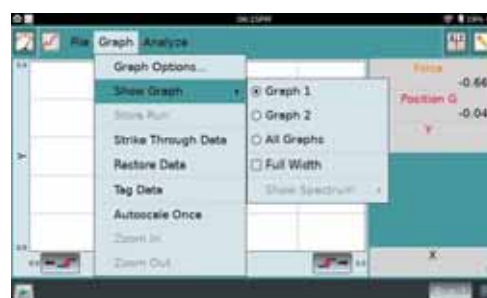 06:25PM
File Graph Analyze
Graph Options...
Show Graph
Store Run
Strike Through Data
Restore Data
Tag Data
Autoscale Once
Zoom In
Zoom Out
Graph 1
Graph 2
All Graphs
Full Width
Show Spectrum
Force
-0.66
Position G
-0.04
Y
Y
X